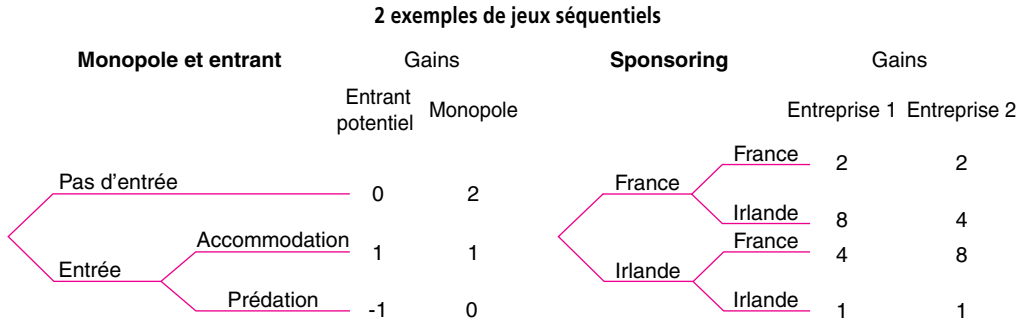 2 exemples de jeux séquentiels
Monopole et entrant Gains
Entrant potentiel Monopole
Pas d'entrée 0 2
Accommodation 1 1
Entrée
Prédation -1 0
Sponsoring Gains
Entreprise 1 Entreprise 2
France 2 2
France
Irlande 8 4
France 4 8
Irlande
Irlande 1 1